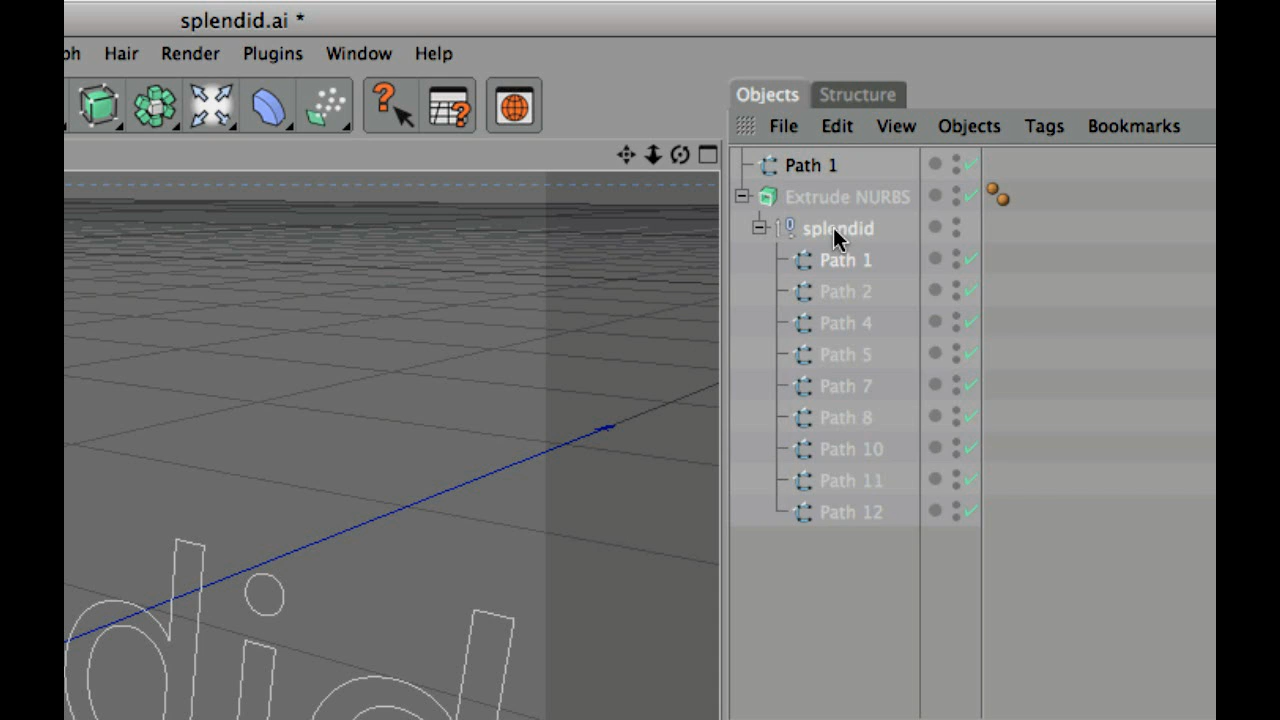 splendid.ai *
ph Hair Render Plugins Window Help
Objects Structure
File Edit View Objects Tags Bookmarks
Path 1
Extrude NURBS
splendid
Path 1
Path 2
Path 4
Path 5
Path 7
Path 8
Path 10
Path 11
Path 12
did